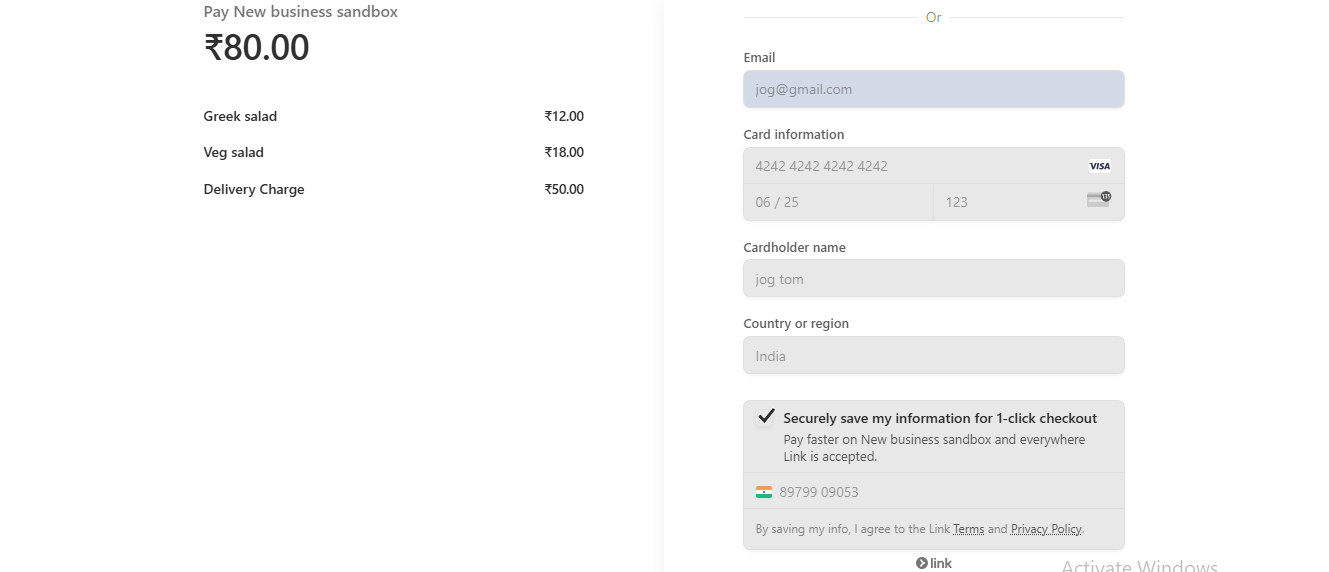 Pay New business sandbox
₹80.00
Greek salad ₹12.00
Veg salad ₹18.00
Delivery Charge ₹50.00
Or
Email
jog@gmail.com
Card information
4242 4242 4242 4242 VISA
06 / 25 123
Cardholder name
jog tom
Country or region
India
Securely save my information for 1-click checkout
Pay faster on New business sandbox and everywhere
Link is accepted.
89799 09053
By saving my info, I agree to the Link Terms and Privacy Policy.
link
Activate Windows